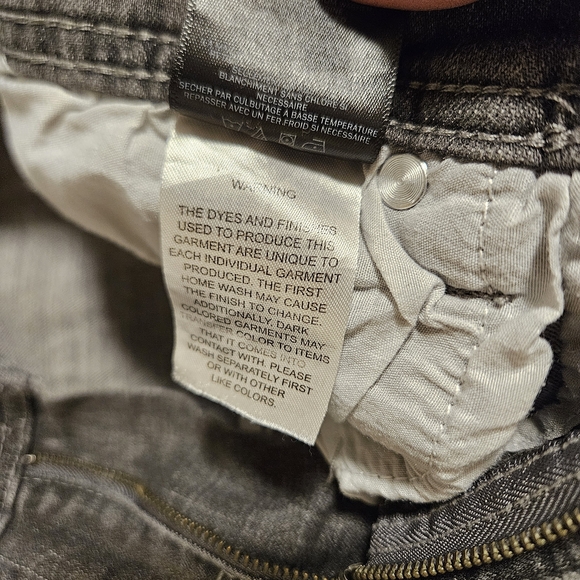 BLANCHIMENT SANS CHLORE SI
NECESSAIRE
SECHER PAR CULBUTAGE A BASSE TEMPERATURE
REPASSER AVEC UN FER FROID SI NECESSAIRE
WARNING
THE DYES AND FINISHES
USED TO PRODUCE THIS
GARMENT ARE UNIQUE TO
EACH INDIVIDUAL GARMENT
PRODUCED. THE FIRST
HOME WASH MAY CAUSE
THE FINISH TO CHANGE.
ADDITIONALLY, DARK
COLORED GARMENTS MAY
TRANSFER COLOR TO ITEMS
THAT IT COMES INTO
CONTACT WITH. PLEASE
WASH SEPARATELY FIRST
OR WITH OTHER
LIKE COLORS.